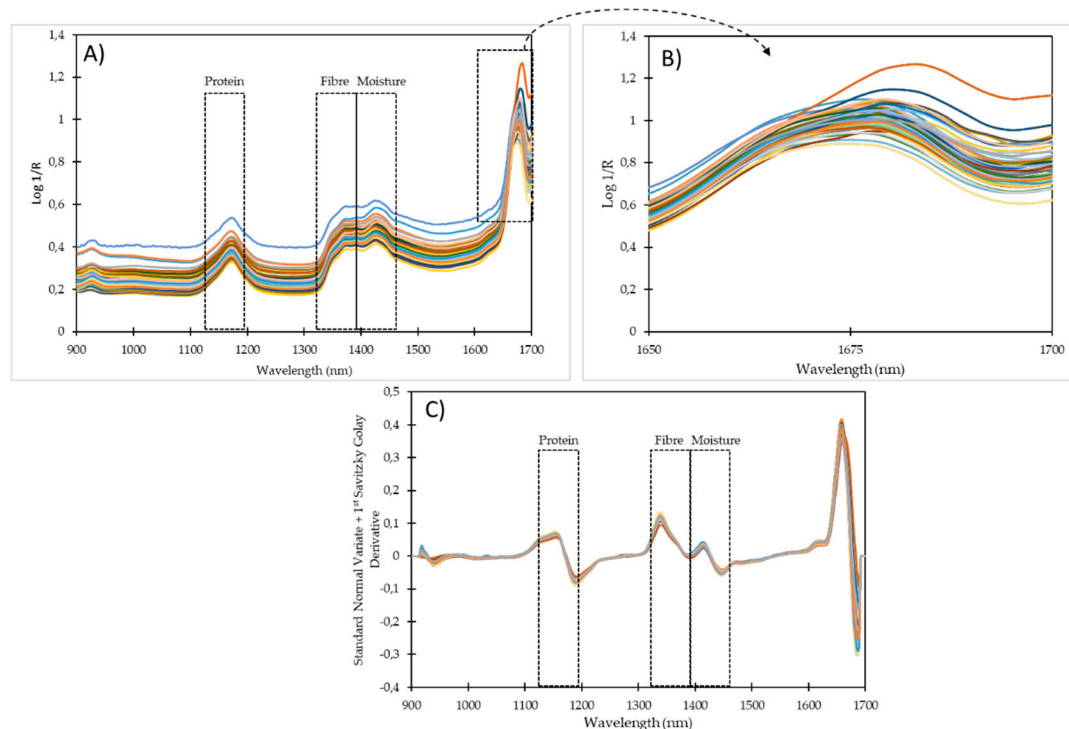 A)
1,4
1,2
1
0,8
0,6
0,4
0,2
0
Log 1/R
Protein
Fibre Moisture
900 1000 1100 1200 1300 1400 1500 1600 1700
Wavelength (nm)
B)
1,4
1,2
1
0,8
0,6
0,4
0,2
0
Log 1/R
1650 1675 1700
Wavelength (nm)
C)
0,5
0,4
0,3
0,2
0,1
0
-0,1
-0,2
-0,3
-0,4
Standard Normal Variate + 1st Savitzky Golay
Derivative
Protein
Fibre Moisture
900 1000 1100 1200 1300 1400 1500 1600 1700
Wavelength (nm)